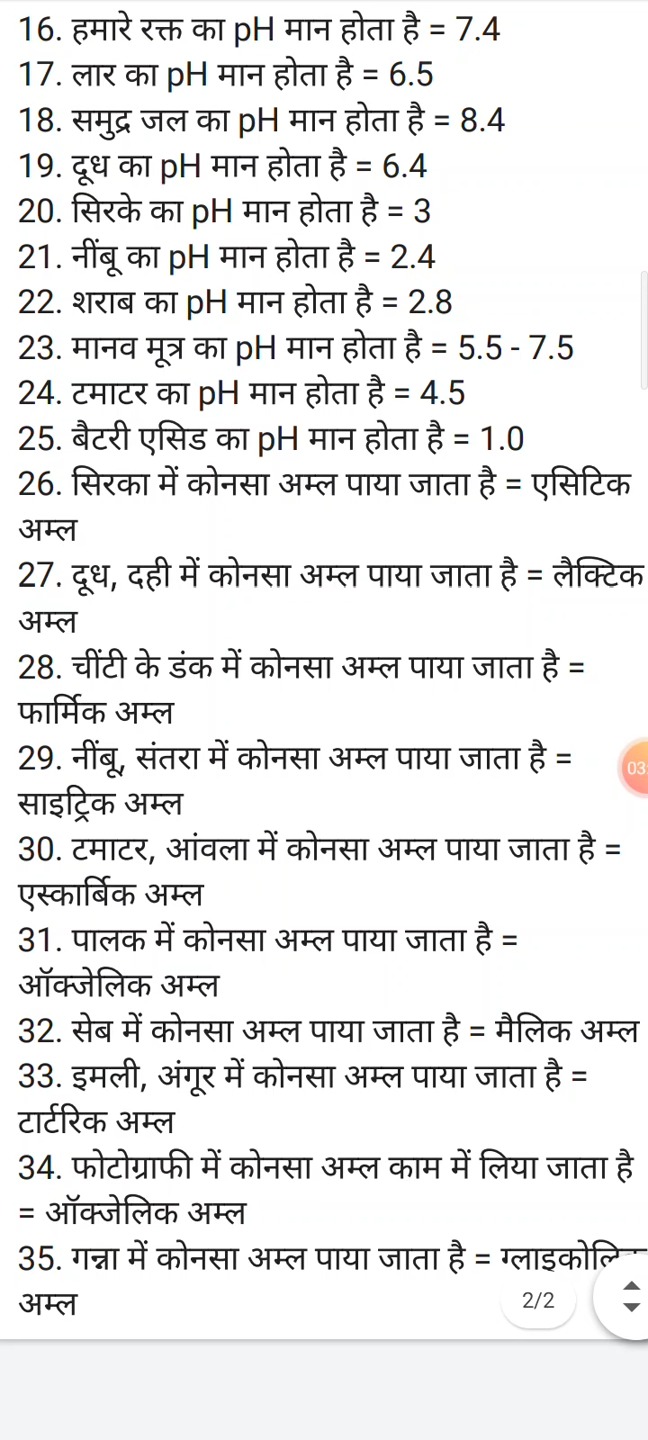 16. हमारे रक्त का pH मान होता है = 7.4
17. लार का pH मान होता है = 6.5
18. समुद्र जल का pH मान होता है = 8.4
19. दूध का pH मान होता है = 6.4
20. सिरके का pH मान होता है = 3
21. नींबू का pH मान होता है = 2.4
22. शराब का pH मान होता है = 2.8
23. मानव मूत्र का pH मान होता है = 5.5 - 7.5
24. टमाटर का pH मान होता है = 4.5
25. बैटरी एसिड का pH मान होता है = 1.0
26. सिरका में कोनसा अम्ल पाया जाता है = एसिटिक
अम्ल
27. दूध, दही में कोनसा अम्ल पाया जाता है = लैक्टिक
अम्ल
28. चींटी के डंक में कोनसा अम्ल पाया जाता है =
फार्मिक अम्ल
29. नींबू, संतरा में कोनसा अम्ल पाया जाता है =
साइट्रिक अम्ल
30. टमाटर, आंवला में कोनसा अम्ल पाया जाता है =
एस्कार्बिक अम्ल
31. पालक में कोनसा अम्ल पाया जाता है =
ऑक्जेलिक अम्ल
32. सेब में कोनसा अम्ल पाया जाता है = मैलिक अम्ल
33. इमली, अंगूर में कोनसा अम्ल पाया जाता है =
टार्टरिक अम्ल
34. फोटोग्राफी में कोनसा अम्ल काम में लिया जाता है
= ऑक्जेलिक अम्ल
35. गन्ना में कोनसा अम्ल पाया जाता है =
अम्ल
2/2